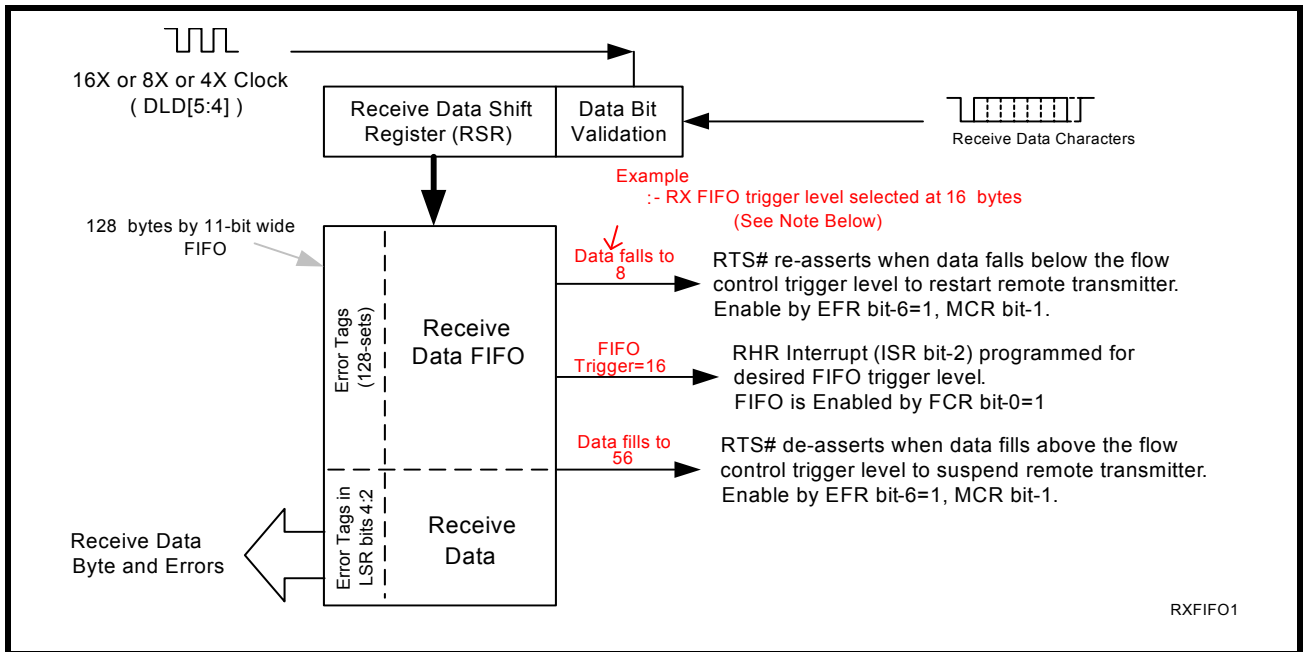 16X or 8X or 4X Clock
( DLD[5:4] )
Receive Data Shift
Register (RSR)
Data Bit
Validation
Receive Data Characters
Example
:- RX FIFO trigger level selected at 16 bytes
(See Note Below)
128 bytes by 11-bit wide
FIFO
Data falls to
8
RTS# re-asserts when data falls below the flow
control trigger level to restart remote transmitter.
Enable by EFR bit-6=1, MCR bit-1.
Error Tags
(128-sets)
Receive
Data FIFO
FIFO
Trigger=16
RHR Interrupt (ISR bit-2) programmed for
desired FIFO trigger level.
FIFO is Enabled by FCR bit-0=1
Data fills to
56
RTS# de-asserts when data fills above the flow
control trigger level to suspend remote transmitter.
Enable by EFR bit-6=1, MCR bit-1.
Error Tags in
LSR bits 4:2
Receive
Data
Receive Data
Byte and Errors
RXFIFO1